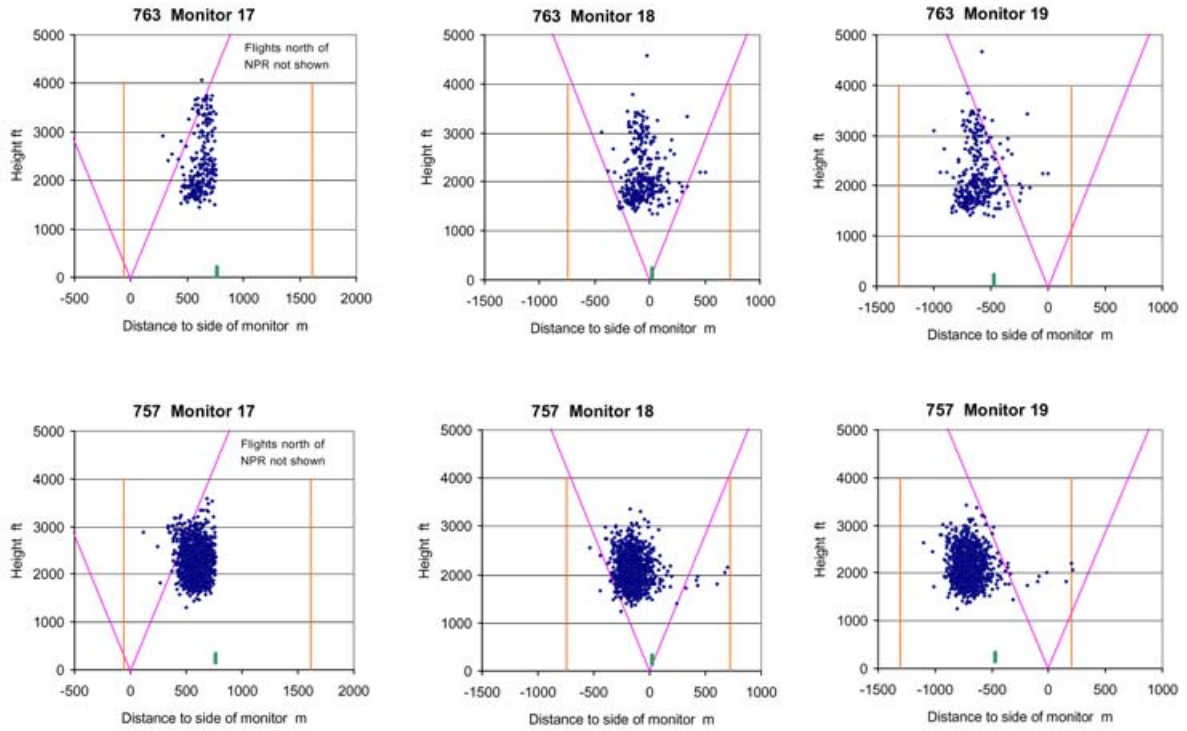 763 Monitor 17
5000
4000
3000
2000
1000
0
Height ft
Flights north of
NPR not shown
-500 0 500 1000 1500 2000
Distance to side of monitor m
763 Monitor 18
5000
4000
3000
2000
1000
0
Height ft
-1500 -1000 -500 0 500 1000
Distance to side of monitor m
763 Monitor 19
5000
4000
3000
2000
1000
0
Height ft
-1500 -1000 -500 0 500 1000
Distance to side of monitor m
757 Monitor 17
5000
4000
3000
2000
1000
0
Height ft
Flights north of
NPR not shown
-500 0 500 1000 1500 2000
Distance to side of monitor m
757 Monitor 18
5000
4000
3000
2000
1000
0
Height ft
-1500 -1000 -500 0 500 1000
Distance to side of monitor m
757 Monitor 19
5000
4000
3000
2000
1000
0
Height ft
-1500 -1000 -500 0 500 1000
Distance to side of monitor m